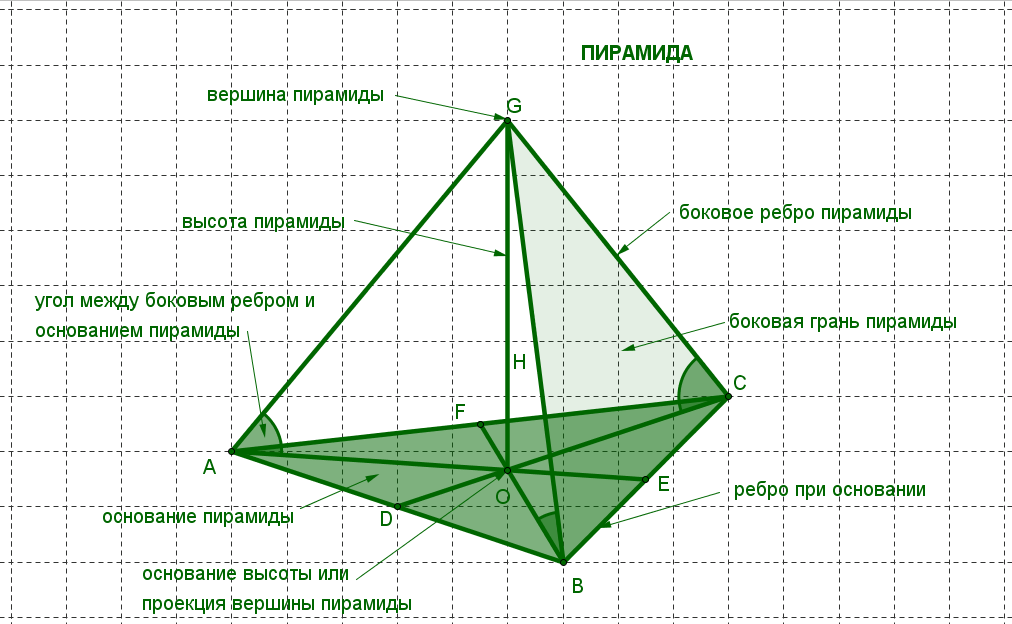 ПИРАМИДА
вершина пирамиды
G
высота пирамиды
боковое ребро пирамиды
угол между боковым ребром и
основанием пирамиды
боковая грань пирамиды
H
C
F
A
E
O
ребро при основании
основание пирамиды
D
основание высоты или
проекция вершины пирамиды
B